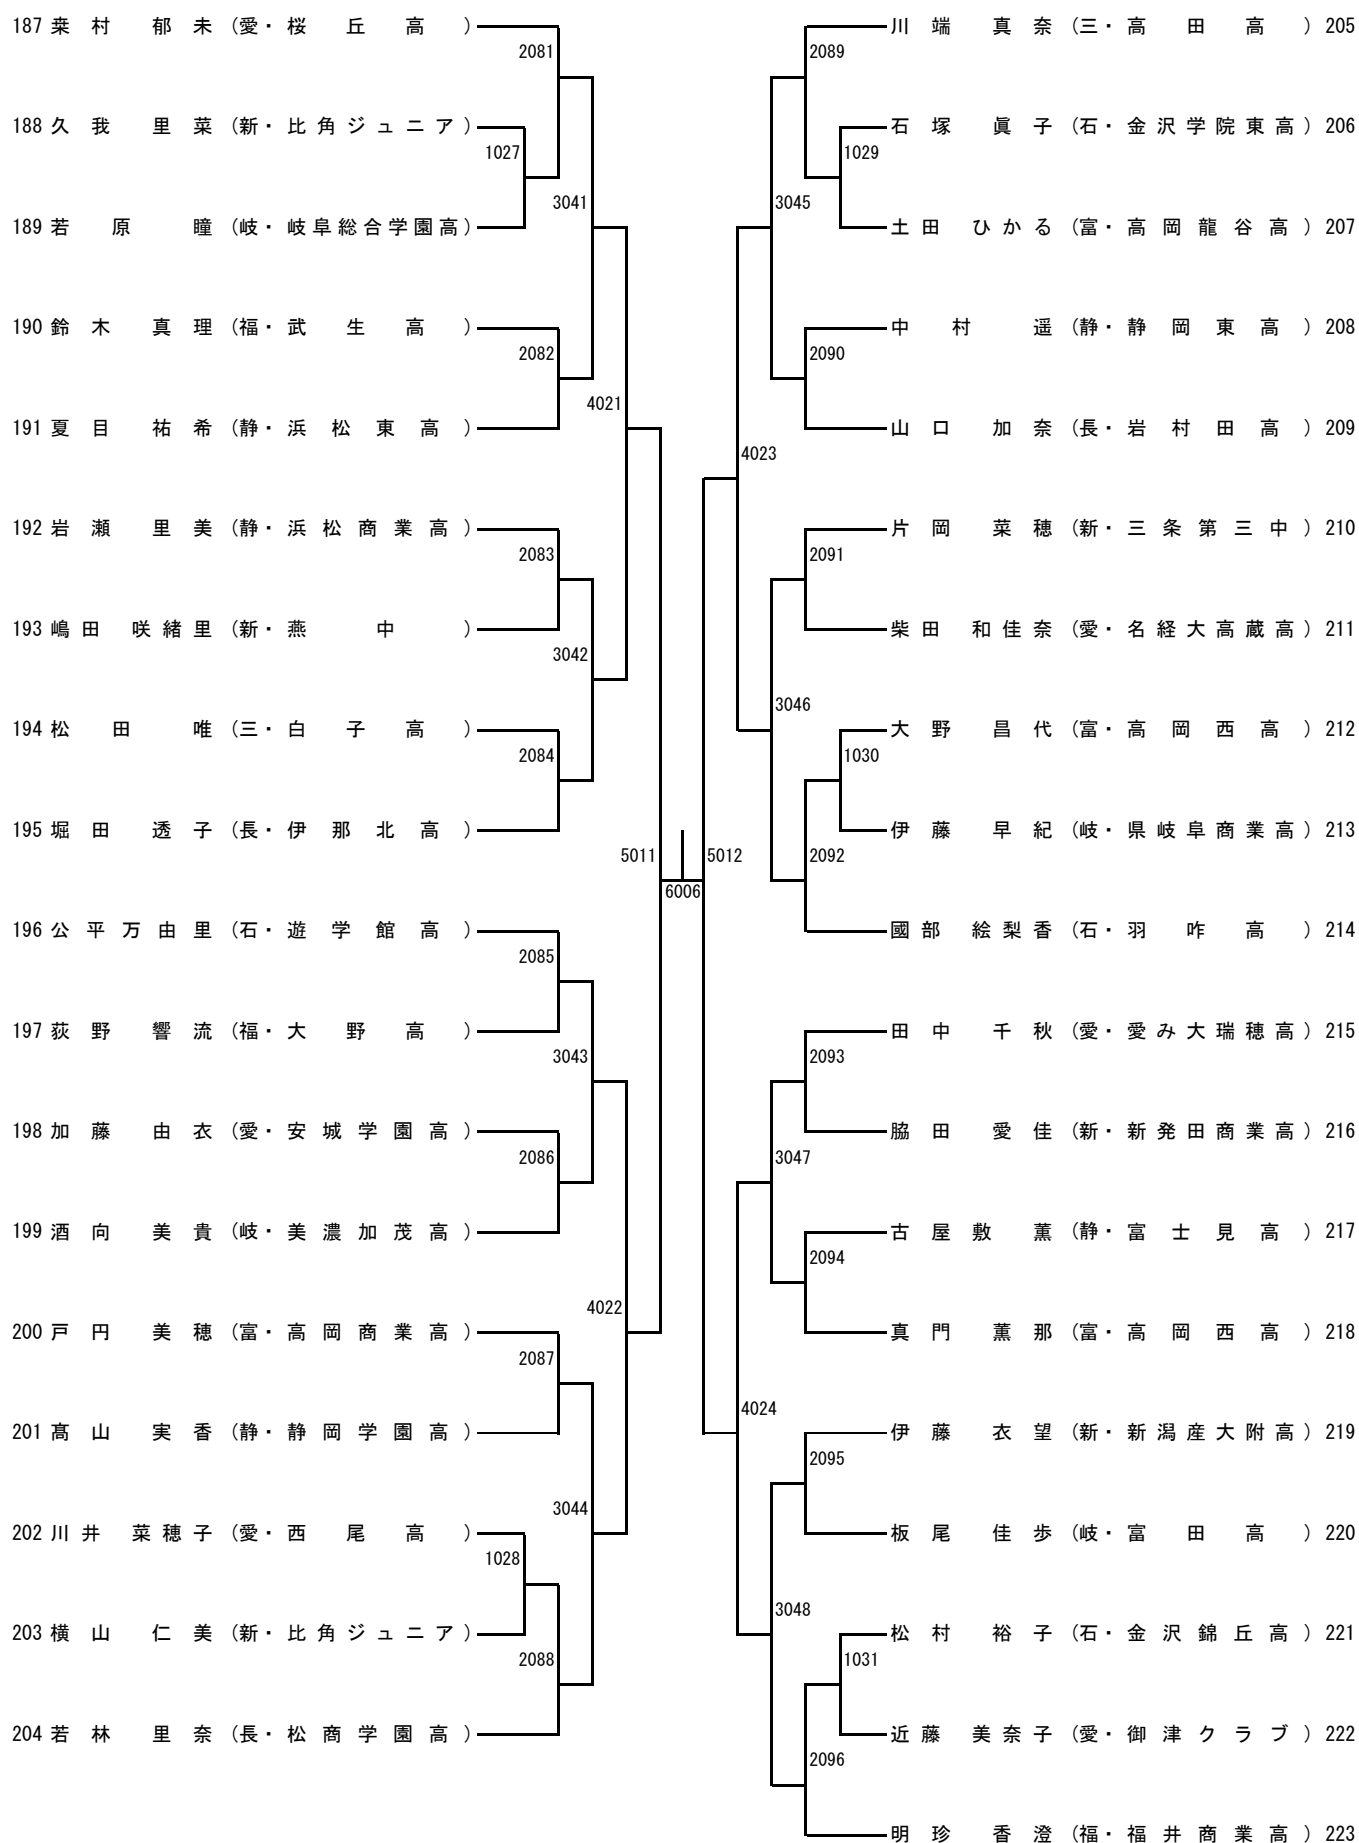 187 乗村 郁未 (愛・桜丘高)
2081
188 久我 里菜 (新・比角ジュニア)
1027
3041
189 若原 瞳 (岐・岐阜総合学園高)
190 鈴木 真理 (福・武生高)
2082
4021
191 夏目 祐希 (静・浜松東高)
192 岩瀬 里美 (静・浜松商業高)
2083
193 嶋田 咲緒里 (新・燕中)
3042
194 松田 唯 (三・白子高)
2084
195 堀田 透子 (長・伊那北高)
5011
6006
196 公平万由里 (石・遊学館高)
2085
197 荻野 響流 (福・大野高)
3043
198 加藤 由衣 (愛・安城学園高)
2086
199 酒向 美貴 (岐・美濃加茂高)
4022
200 戸円 美穂 (富・高岡商業高)
2087
201 髙山 実香 (静・静岡学園高)
3044
202 川井 菜穂子 (愛・西尾高)
1028
203 横山 仁美 (新・比角ジュニア)
2088
204 若林 里奈 (長・松商学園高)
川端 真奈 (三・高田高) 205
2089
石塚 眞子 (石・金沢学院東高) 206
1029
3045
土田 ひかる (富・高岡龍谷高) 207
中村 遥 (静・静岡東高) 208
2090
山口 加奈 (長・岩村田高) 209
4023
片岡 菜穂 (新・三条第三中) 210
2091
柴田 和佳奈 (愛・名経大高蔵高) 211
3046
大野 昌代 (富・高岡西高) 212
1030
伊藤 早紀 (岐・県岐阜商業高) 213
5012
2092
國部 絵梨香 (石・羽咋高) 214
田中 千秋 (愛・愛み大瑞穂高) 215
2093
脇田 愛佳 (新・新発田商業高) 216
3047
古屋敷 薫 (静・富士見高) 217
2094
真門 薫那 (富・高岡西高) 218
4024
伊藤 衣望 (新・新潟産大附高) 219
2095
板尾 佳歩 (岐・富田高) 220
3048
松村 裕子 (石・金沢錦丘高) 221
1031
近藤 美奈子 (愛・御津クラブ) 222
2096
明珍 香澄 (福・福井商業高) 223